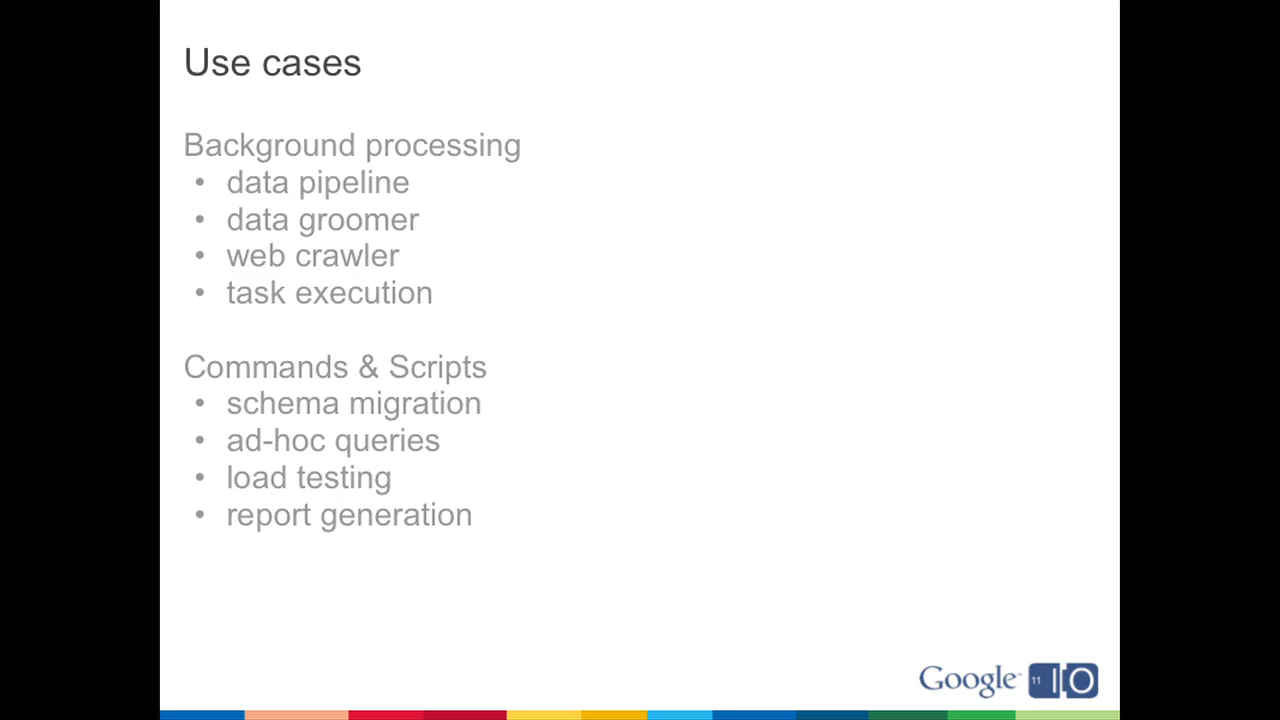 Use cases
Background processing
• data pipeline
• data groomer
• web crawler
• task execution
Commands & Scripts
• schema migration
• ad-hoc queries
• load testing
• report generation
Google 11 IO